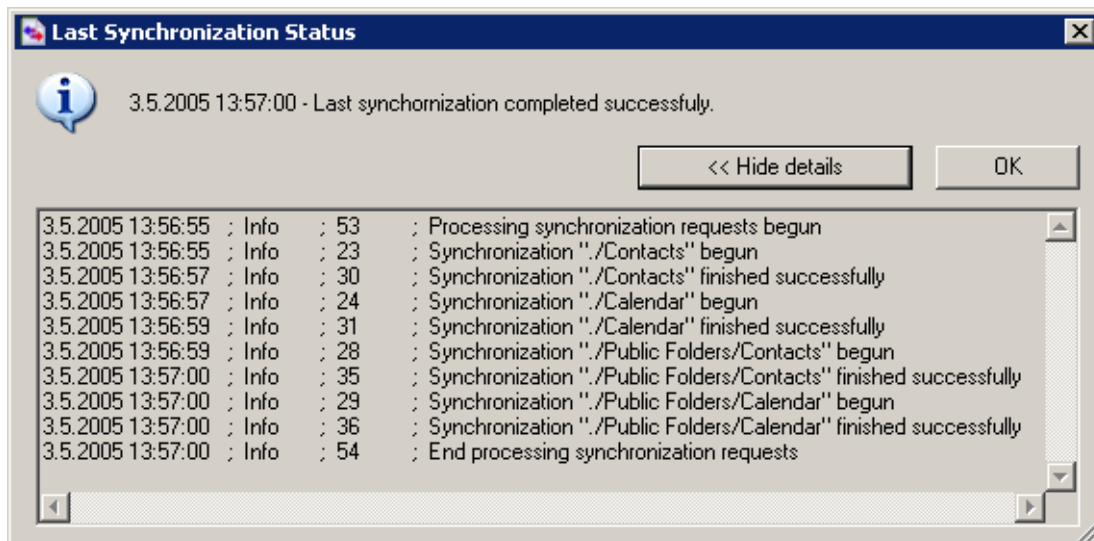 Last Synchronization Status
3.5.2005 13:57:00 - Last synchornization completed successfuly.
<< Hide details
OK
3.5.2005 13:56:55 ; Info ; 53 ; Processing synchronization requests begun
3.5.2005 13:56:55 ; Info ; 23 ; Synchronization "./Contacts" begun
3.5.2005 13:56:57 ; Info ; 30 ; Synchronization "./Contacts" finished successfully
3.5.2005 13:56:57 ; Info ; 24 ; Synchronization "./Calendar" begun
3.5.2005 13:56:59 ; Info ; 31 ; Synchronization "./Calendar" finished successfully
3.5.2005 13:56:59 ; Info ; 28 ; Synchronization "./Public Folders/Contacts" begun
3.5.2005 13:57:00 ; Info ; 35 ; Synchronization "./Public Folders/Contacts" finished successfully
3.5.2005 13:57:00 ; Info ; 29 ; Synchronization "./Public Folders/Calendar" begun
3.5.2005 13:57:00 ; Info ; 36 ; Synchronization "./Public Folders/Calendar" finished successfully
3.5.2005 13:57:00 ; Info ; 54 ; End processing synchronization requests